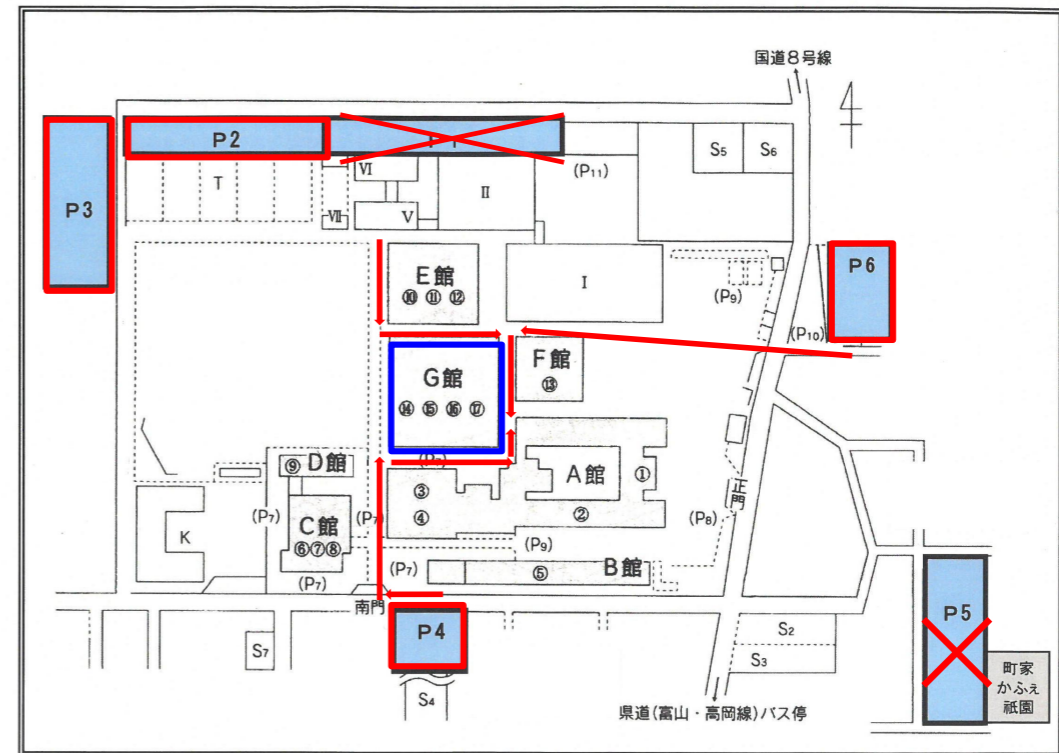 国道8号線
P2
P3
T
Ⅵ
Ⅶ
Ⅴ
Ⅱ
(P₁₁)
S₅
S₆
P6
E館
⑩ ⑪ ⑫
Ⅰ
(P₉)
(P₁₀)
G館
⑭ ⑮ ⑯ ⑰
F館
⑬
⑨ D館
③
④
A館
①
②
正門
K
(P₇)
C館
⑥⑦⑧
(P₇)
(P₈)
(P₉)
(P₇)
⑤
B館
(P₇)
南門
P4
P5
S₇
S₂
S₃
S₄
町家
かふぇ
祇園
県道(富山・高岡線)バス停